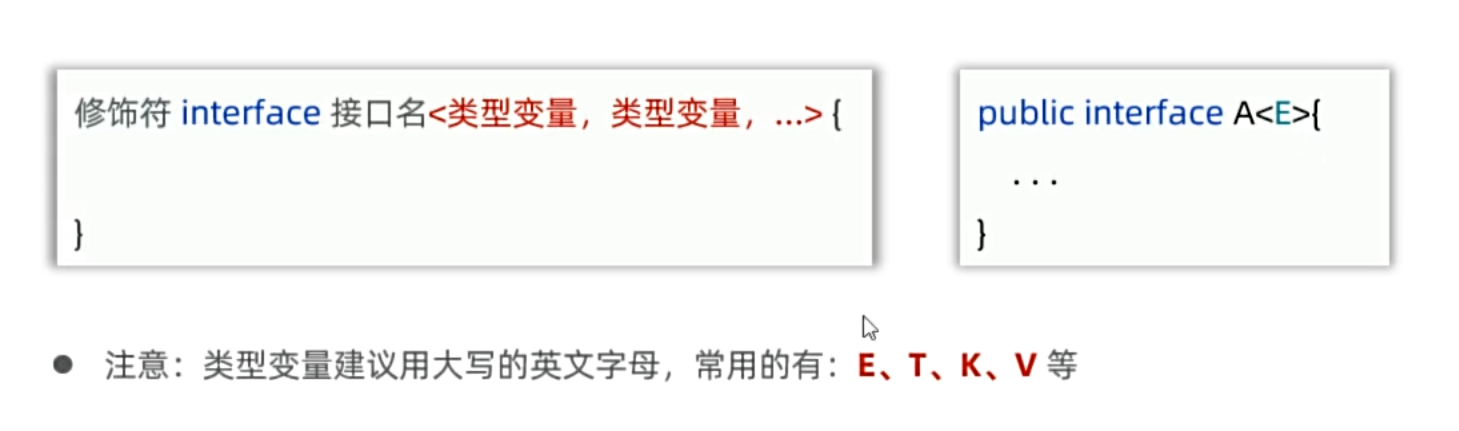 修饰符 interface 接口名<类型变量，类型变量，...> {
}
public interface A<E>{
...
}
注意：类型变量建议用大写的英文字母，常用的有：E、T、K、V 等